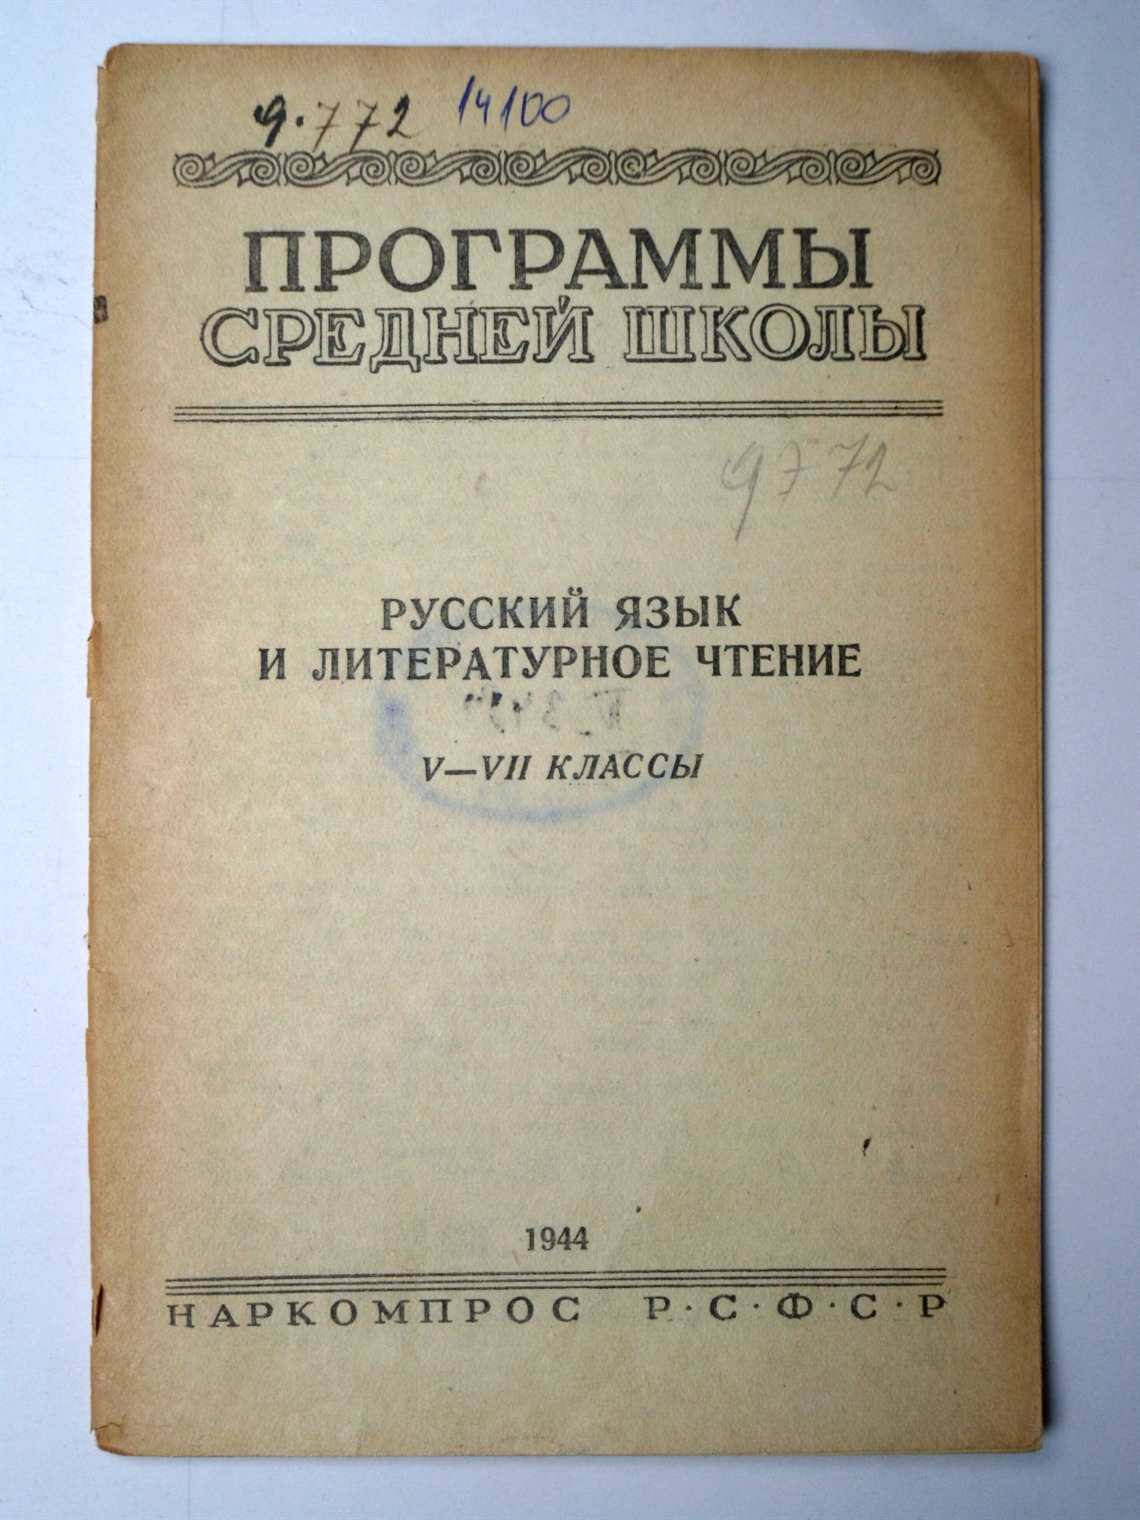 9.772 14100
ПРОГРАММЫ
СРЕДНЕЙ ШКОЛЫ
9772
РУССКИЙ ЯЗЫК
И ЛИТЕРАТУРНОЕ ЧТЕНИЕ
V—VII КЛАССЫ
1944
НАРКОМПРОС Р·С·Ф·С·Р